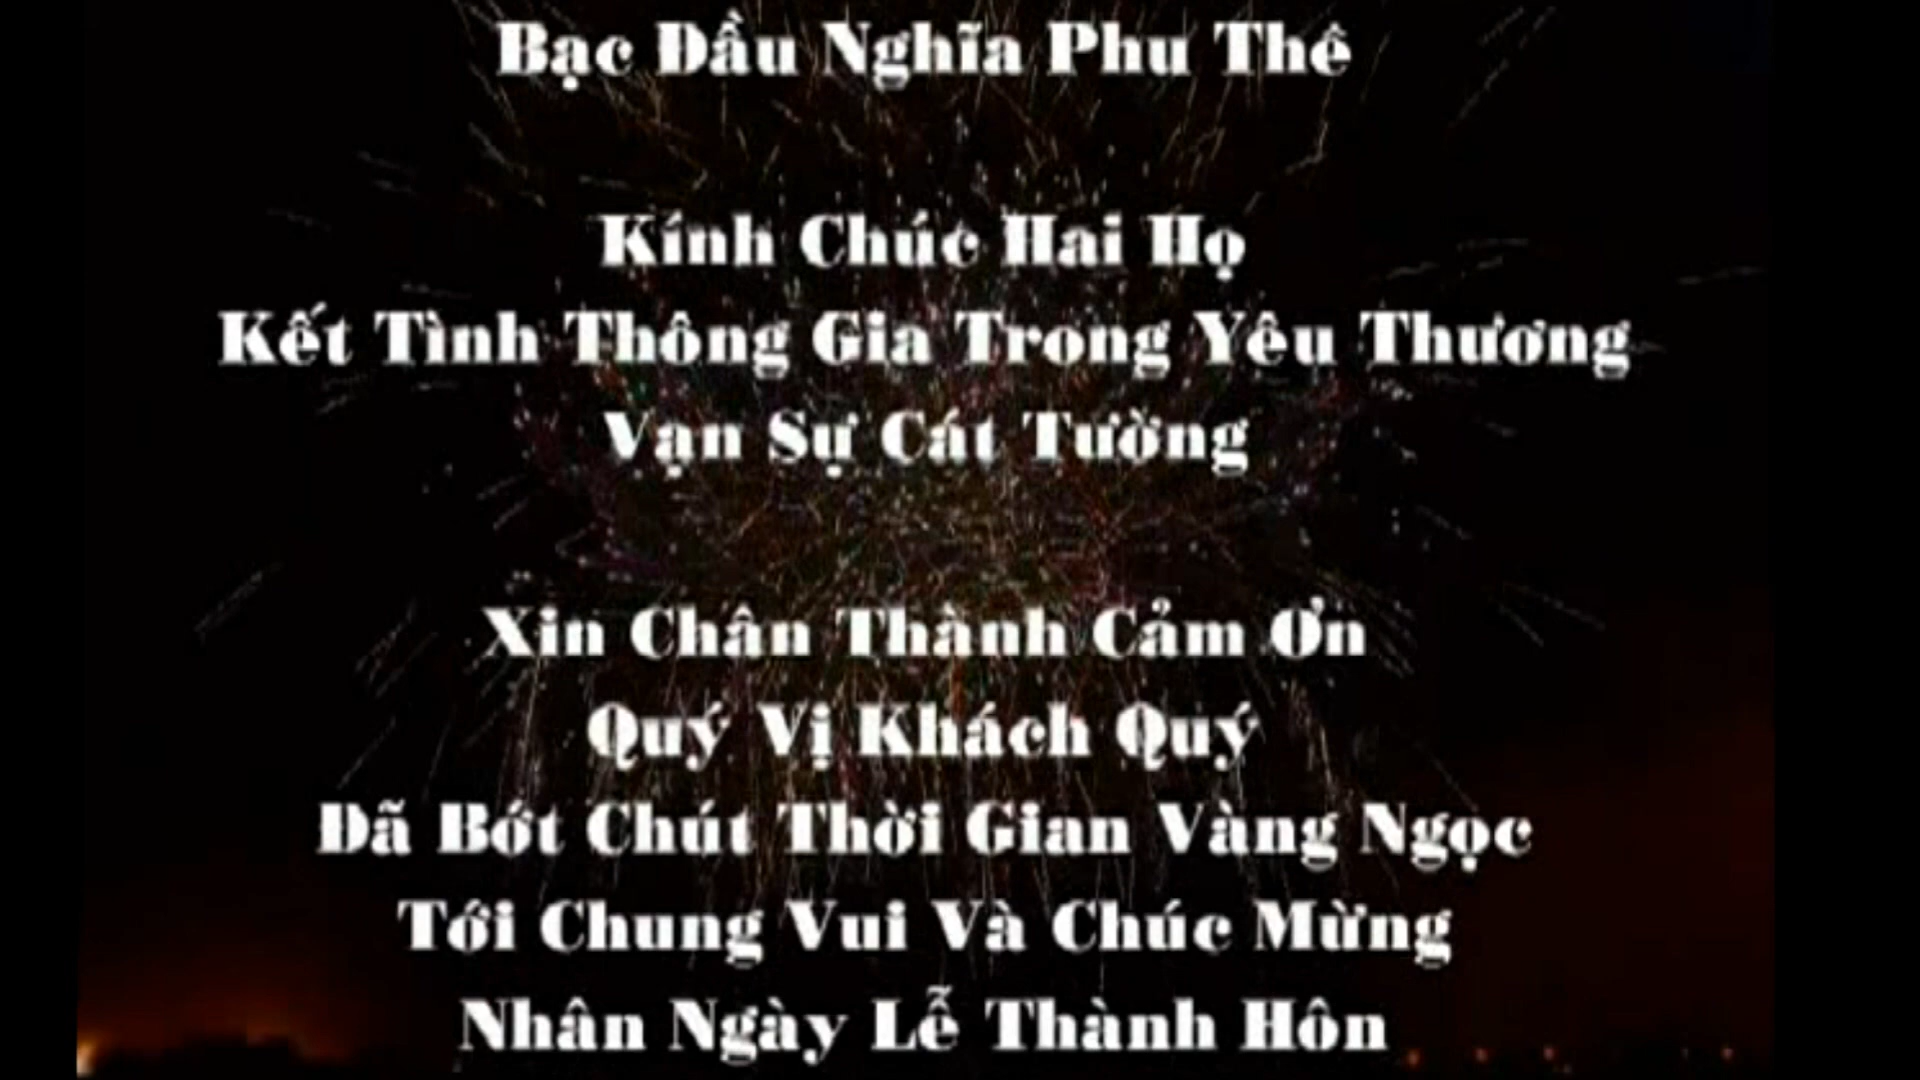 Bạc Đầu Nghĩa Phu Thê
Kính Chúc Hai Họ
Kết Tình Thông Gia Trong Yêu Thương
Vạn Sự Cát Tường
Xin Chân Thành Cảm Ơn
Quý Vị Khách Quý
Đã Bớt Chút Thời Gian Vàng Ngọc
Tới Chung Vui Và Chúc Mừng
Nhân Ngày Lễ Thành Hôn